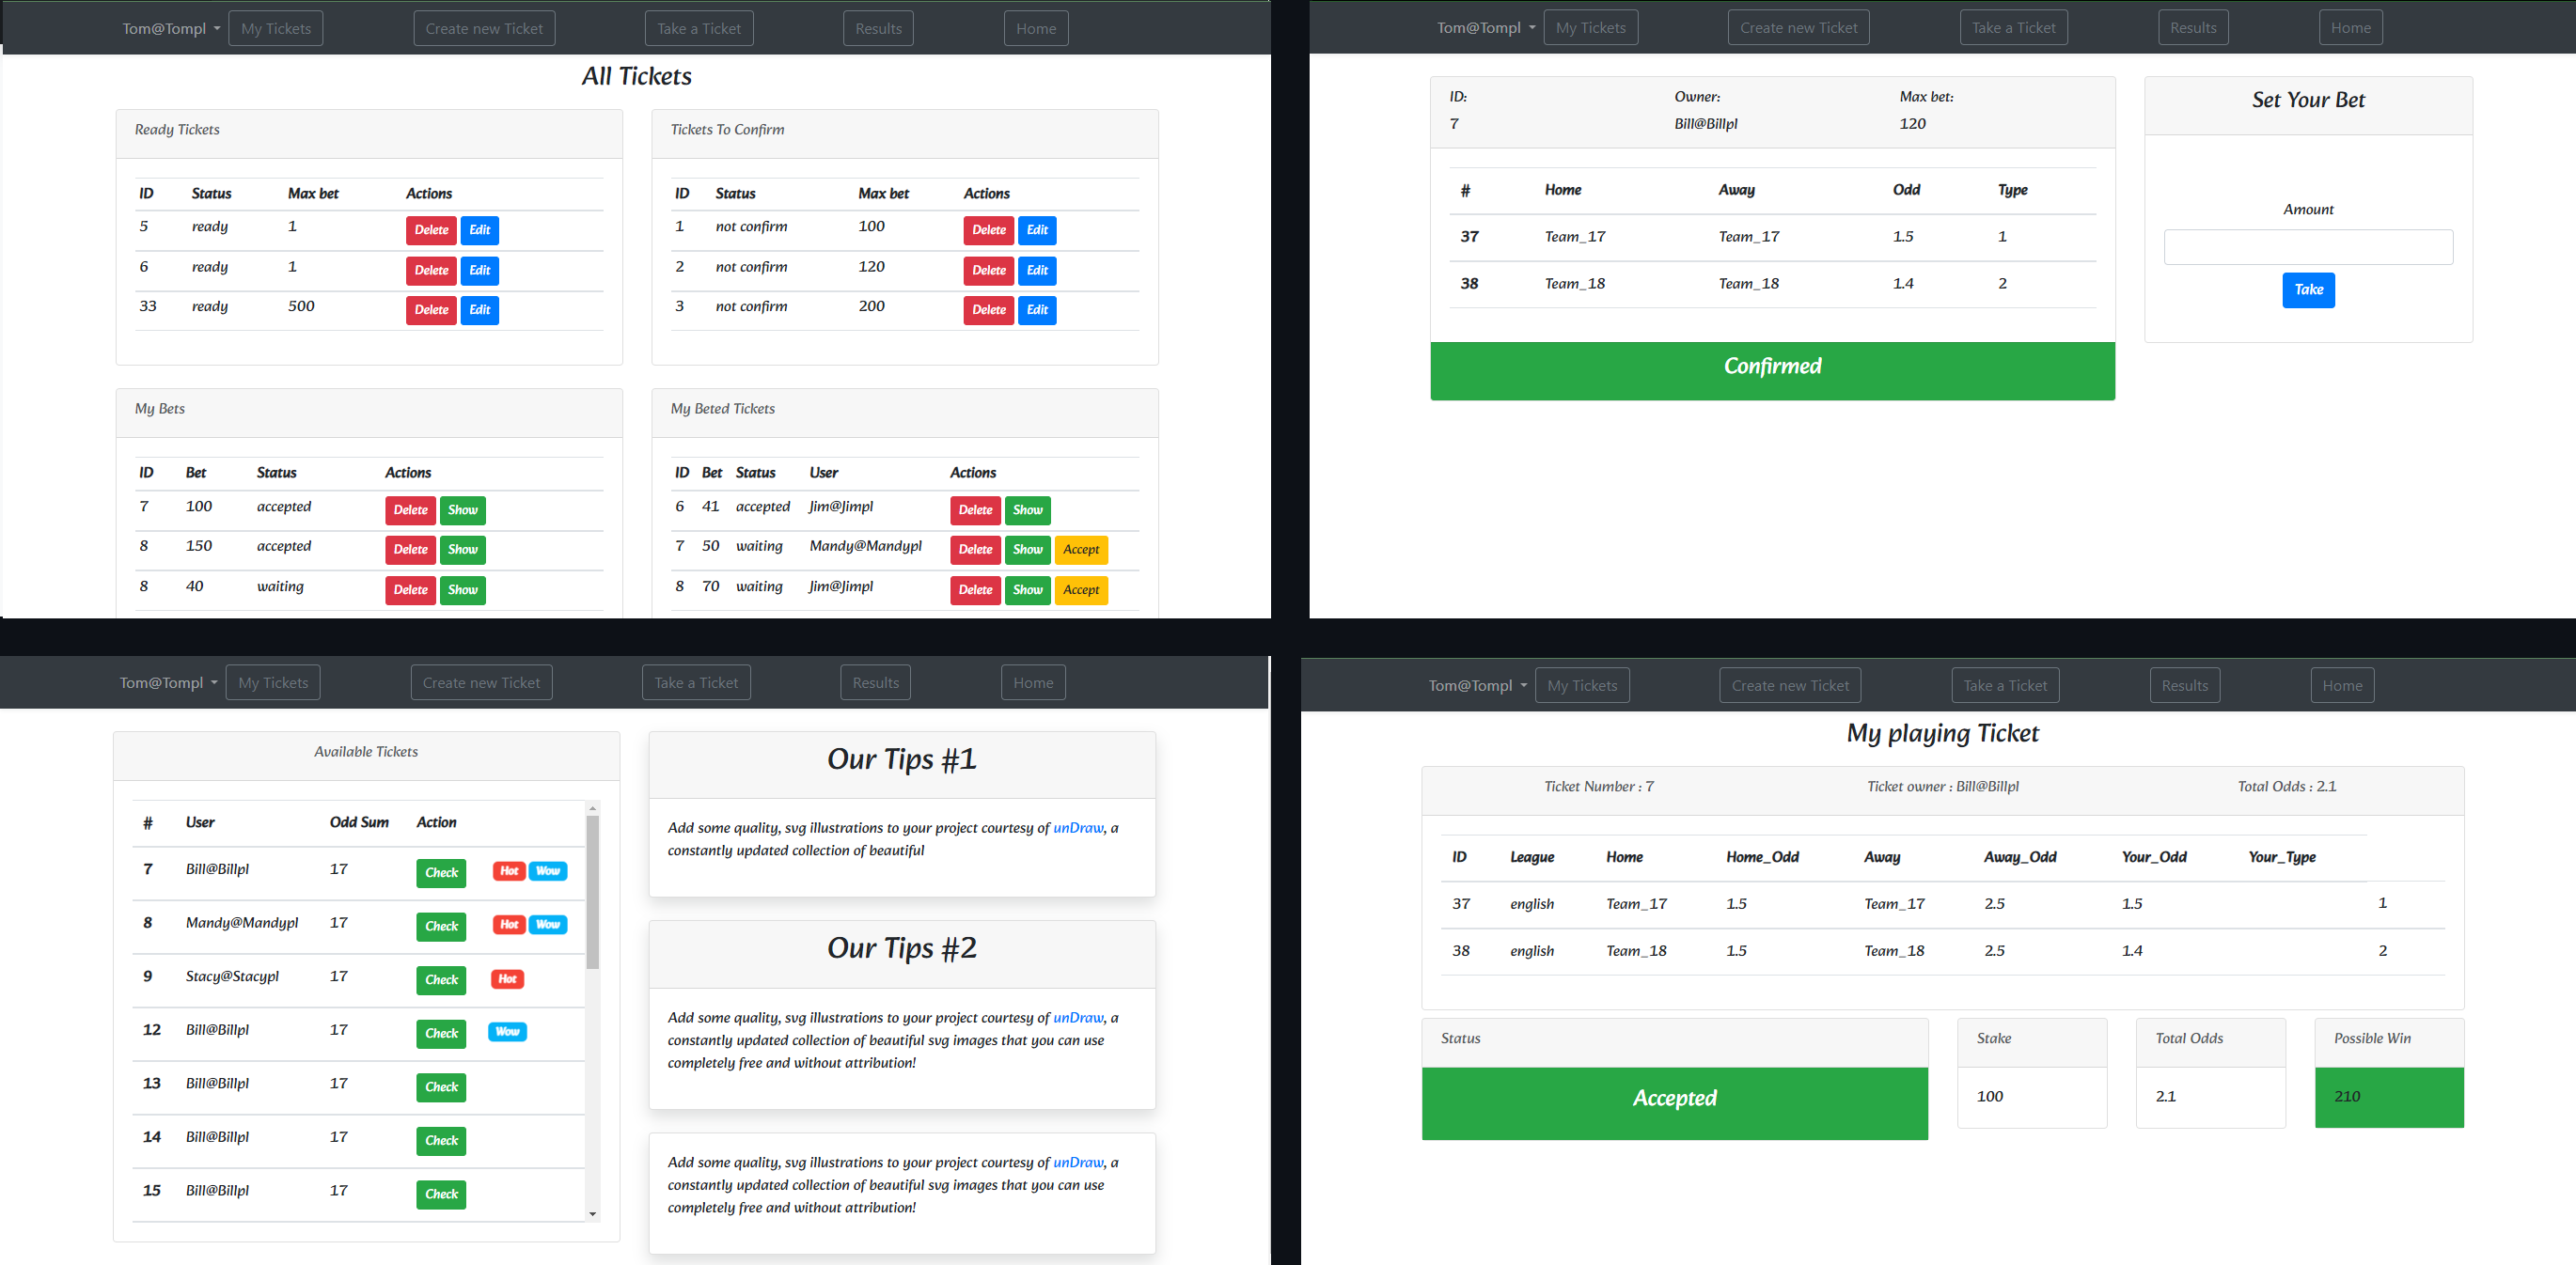 Tom@Tompl My Tickets Create new Ticket Take a Ticket Results Home
All Tickets
Ready Tickets
ID Status Max bet Actions
5 ready 1 Delete Edit
6 ready 1 Delete Edit
33 ready 500 Delete Edit
Tickets To Confirm
ID Status Max bet Actions
1 not confirm 100 Delete Edit
2 not confirm 120 Delete Edit
3 not confirm 200 Delete Edit
My Bets
ID Bet Status Actions
7 100 accepted Delete Show
8 150 accepted Delete Show
8 40 waiting Delete Show
My Beted Tickets
ID Bet Status User Actions
6 41 accepted Jim@Jimpl Delete Show
7 50 waiting Mandy@Mandypl Delete Show Accept
8 70 waiting Jim@Jimpl Delete Show Accept
Tom@Tompl My Tickets Create new Ticket Take a Ticket Results Home
ID: Owner: Max bet:
7 Bill@Billpl 120
# Home Away Odd Type
37 Team_17 Team_17 1.5 1
38 Team_18 Team_18 1.4 2
Confirmed
Set Your Bet
Amount
Take
Tom@Tompl My Tickets Create new Ticket Take a Ticket Results Home
Available Tickets
# User Odd Sum Action
7 Bill@Billpl 17 Check Hot Wow
8 Mandy@Mandypl 17 Check Hot Wow
9 Stacy@Stacypl 17 Check Hot
12 Bill@Billpl 17 Check Wow
13 Bill@Billpl 17 Check
14 Bill@Billpl 17 Check
15 Bill@Billpl 17 Check
Our Tips #1
Add some quality, svg illustrations to your project courtesy of unDraw, a
constantly updated collection of beautiful
Our Tips #2
Add some quality, svg illustrations to your project courtesy of unDraw, a
constantly updated collection of beautiful svg images that you can use
completely free and without attribution!
Add some quality, svg illustrations to your project courtesy of unDraw, a
constantly updated collection of beautiful svg images that you can use
completely free and without attribution!
Tom@Tompl My Tickets Create new Ticket Take a Ticket Results Home
My playing Ticket
Ticket Number : 7 Ticket owner : Bill@Billpl Total Odds : 2.1
ID League Home Home_Odd Away Away_Odd Your_Odd Your_Type
37 english Team_17 1.5 Team_17 2.5 1.5 1
38 english Team_18 1.5 Team_18 2.5 1.4 2
Status
Accepted
Stake
100
Total Odds
2.1
Possible Win
210